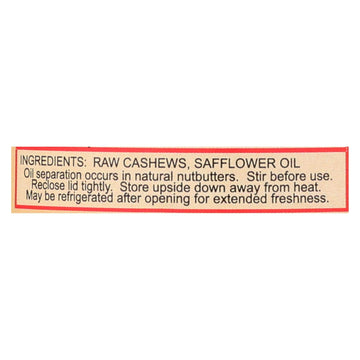 INGREDIENTS: RAW CASHEWS, SAFFLOWER OIL
Oil separation occurs in natural nutbutters. Stir before use.
Reclose lid tightly. Store upside down away from heat.
May be refrigerated after opening for extended freshness.